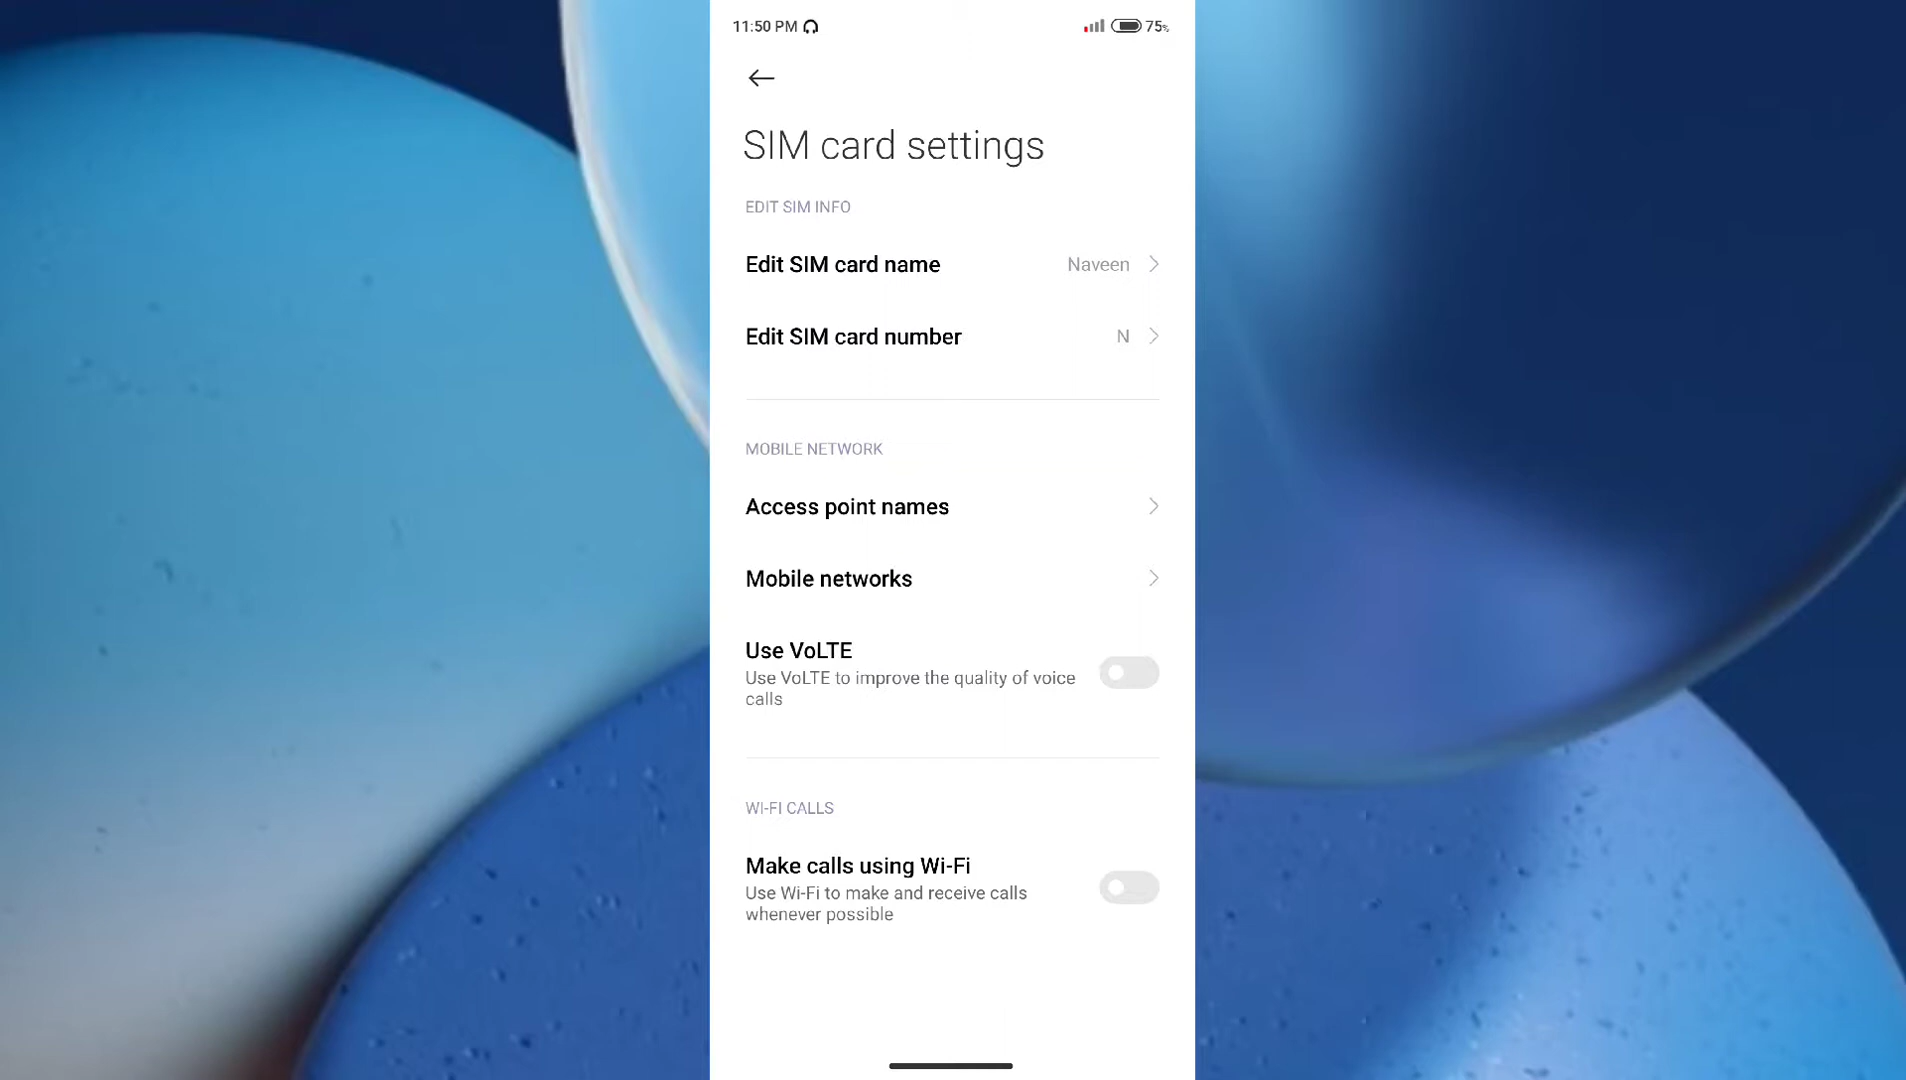 11:50 PM 75%
SIM card settings
EDIT SIM INFO
Edit SIM card name Naveen
Edit SIM card number N
MOBILE NETWORK
Access point names
Mobile networks
Use VoLTE
Use VoLTE to improve the quality of voice
calls
WI-FI CALLS
Make calls using Wi-Fi
Use Wi-Fi to make and receive calls
whenever possible